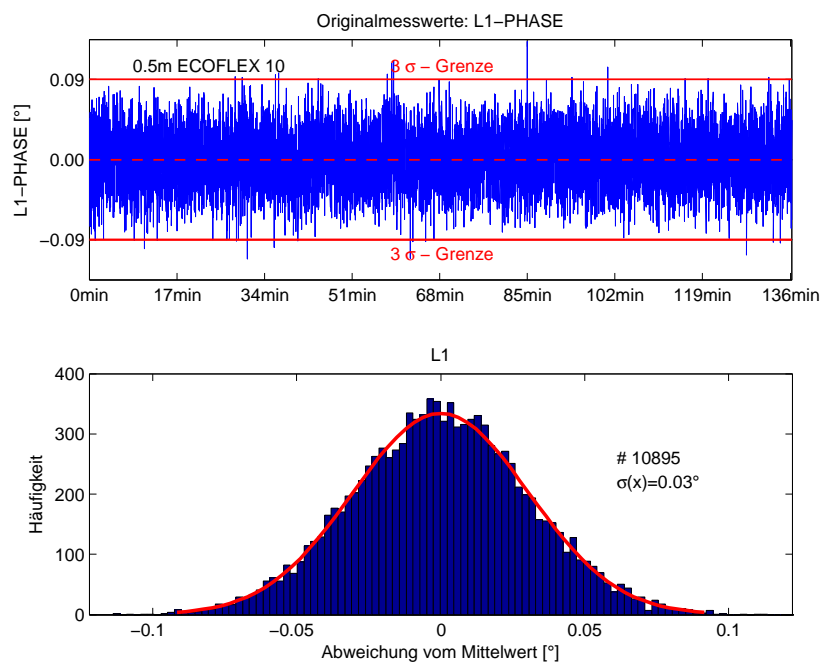 Originalmesswerte: L1−PHASE
0.5m ECOFLEX 10
3 σ − Grenze
0.09
0.00
−0.09
L1−PHASE [°]
3 σ − Grenze
0min 17min 34min 51min 68min 85min 102min 119min 136min
L1
400
300
200
100
0
Häufigkeit
# 10895
σ(x)=0.03°
−0.1 −0.05 0 0.05 0.1
Abweichung vom Mittelwert [°]